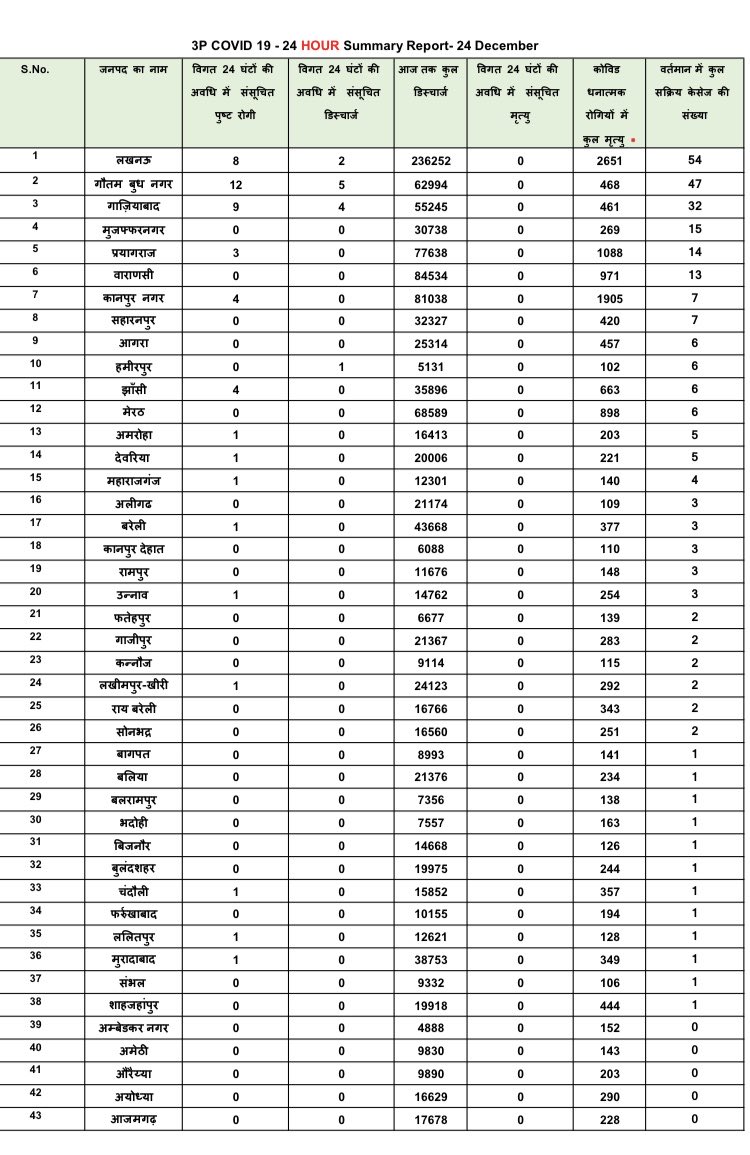 3P COVID 19 - 24 HOUR Summary Report- 24 December
S.No. जनपद का नाम विगत 24 घंटों की अवधि में संसूचित पुष्ट रोगी विगत 24 घंटों की अवधि में संसूचित डिस्चार्ज आज तक कुल डिस्चार्ज विगत 24 घंटों की अवधि में संसूचित मृत्यु कोविड धनात्मक रोगियों में कुल मृत्यु वर्तमान में कुल सक्रिय केसेज की संख्या
1 लखनऊ 8 2 236252 0 2651 54
2 गौतम बुध नगर 12 5 62994 0 468 47
3 गाज़ियाबाद 9 4 55245 0 461 32
4 मुजफ्फरनगर 0 0 30738 0 269 15
5 प्रयागराज 3 0 77638 0 1088 14
6 वाराणसी 0 0 84534 0 971 13
7 कानपुर नगर 4 0 81038 0 1905 7
8 सहारनपुर 0 0 32327 0 420 7
9 आगरा 0 0 25314 0 457 6
10 हमीरपुर 0 1 5131 0 102 6
11 झाँसी 4 0 35896 0 663 6
12 मेरठ 0 0 68589 0 898 6
13 अमरोहा 1 0 16413 0 203 5
14 देवरिया 1 0 20006 0 221 5
15 महाराजगंज 1 0 12301 0 140 4
16 अलीगढ 0 0 21174 0 109 3
17 बरेली 1 0 43668 0 377 3
18 कानपुर देहात 0 0 6088 0 110 3
19 रामपुर 0 0 11676 0 148 3
20 उन्नाव 1 0 14762 0 254 3
21 फतेहपुर 0 0 6677 0 139 2
22 गाजीपुर 0 0 21367 0 283 2
23 कन्नौज 0 0 9114 0 115 2
24 लखीमपुर-खीरी 1 0 24123 0 292 2
25 राय बरेली 0 0 16766 0 343 2
26 सोनभद्र 0 0 16560 0 251 2
27 बागपत 0 0 8993 0 141 1
28 बलिया 0 0 21376 0 234 1
29 बलरामपुर 0 0 7356 0 138 1
30 भदोही 0 0 7557 0 163 1
31 बिजनौर 0 0 14668 0 126 1
32 बुलंदशहर 0 0 19975 0 244 1
33 चंदौली 1 0 15852 0 357 1
34 फर्रुखाबाद 0 0 10155 0 194 1
35 ललितपुर 1 0 12621 0 128 1
36 मुरादाबाद 1 0 38753 0 349 1
37 संभल 0 0 9332 0 106 1
38 शाहजहांपुर 0 0 19918 0 444 1
39 अम्बेडकर नगर 0 0 4888 0 152 0
40 अमेठी 0 0 9830 0 143 0
41 औरैय्या 0 0 9890 0 203 0
42 अयोध्या 0 0 16629 0 290 0
43 आजमगढ़ 0 0 17678 0 228 0